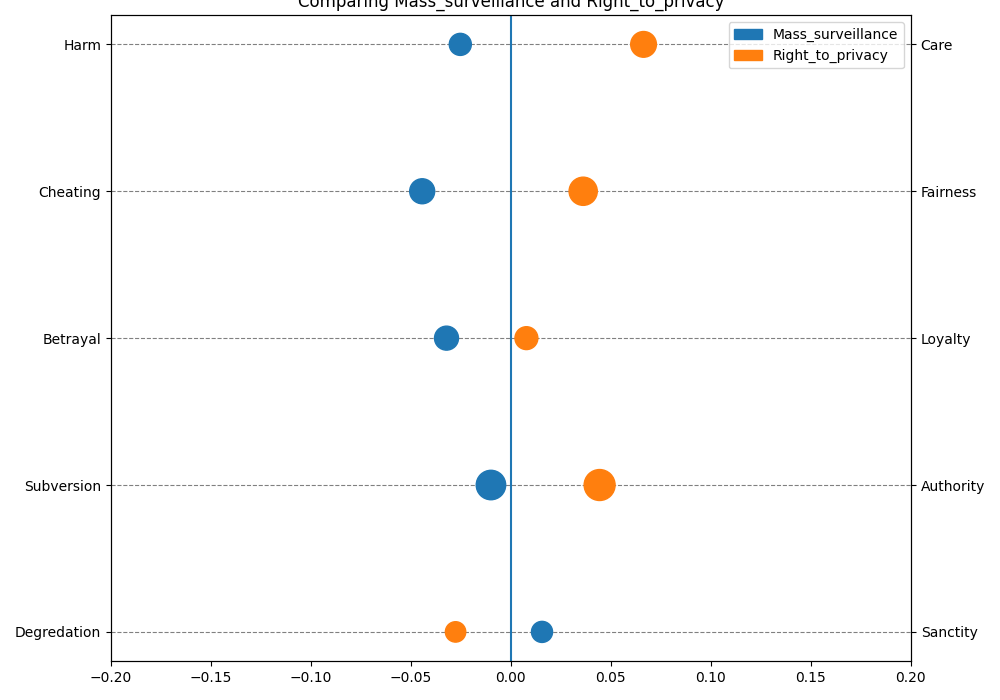 Comparing Mass_surveillance and Right_to_privacy
Mass_surveillance
Right_to_privacy
Harm
Care
Cheating
Fairness
Betrayal
Loyalty
Subversion
Authority
Degredation
Sanctity
−0.20 −0.15 −0.10 −0.05 0.00 0.05 0.10 0.15 0.20